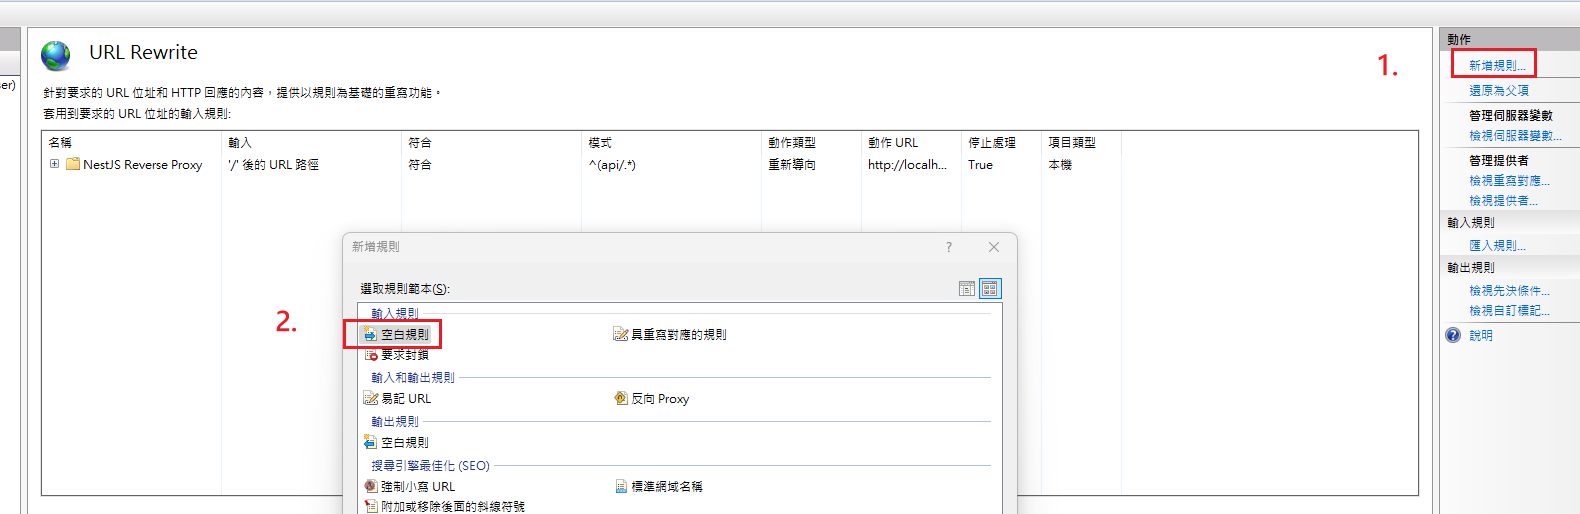 ser)
URL Rewrite
針對要求的 URL 位址和 HTTP 回應的內容，提供以規則為基礎的重寫功能。
套用到要求的 URL 位址的輸入規則:
名稱 輸入 符合 模式 動作類型 動作 URL 停止處理 項目類型
NestJS Reverse Proxy '/' 後的 URL 路徑 符合 ^(api/.*) 重新導向 http://localh... True 本機
新增規則 ?
選取規則範本(S):
輸入規則
空白規則 具重寫對應的規則
要求封鎖
輸入和輸出規則
易記 URL 反向 Proxy
輸出規則
空白規則
搜尋引擎最佳化 (SEO)
強制小寫 URL 標準網域名稱
附加或移除後面的斜線符號
1.
2.
動作
新增規則...
還原為父項
管理伺服器變數
檢視伺服器變數...
管理提供者
檢視重寫對應...
檢視提供者...
輸入規則
匯入規則...
輸出規則
檢視先決條件...
檢視自訂標記...
說明